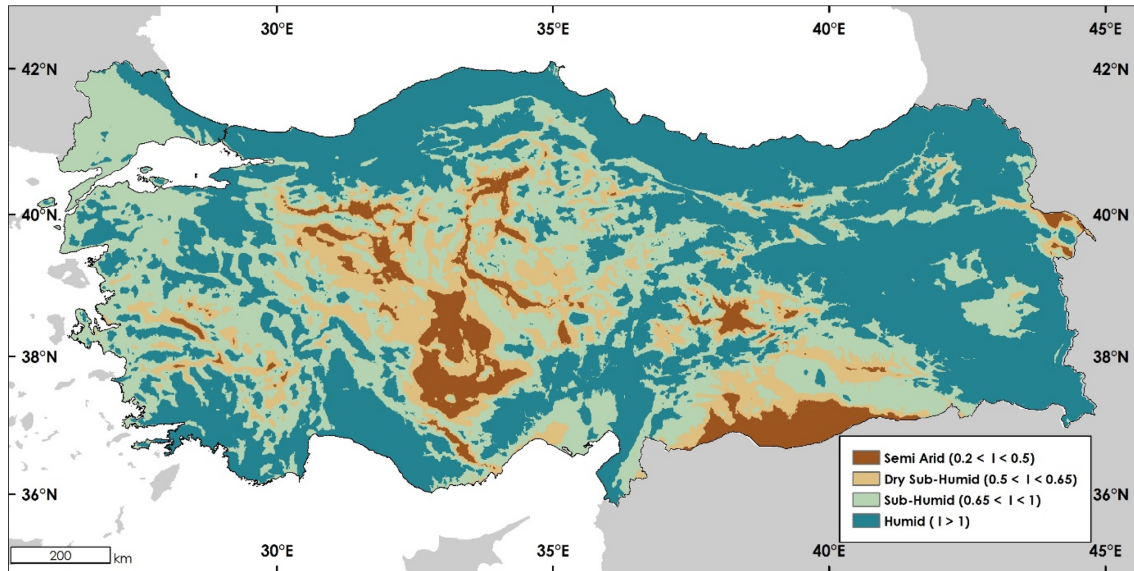 30°E 35°E 40°E 45°E
42°N 42°N
40°N 40°N
38°N 38°N
36°N 36°N
Semi Arid (0.2 < I < 0.5)
Dry Sub-Humid (0.5 < I < 0.65)
Sub-Humid (0.65 < I < 1)
Humid ( I > 1)
200 km
30°E 35°E 40°E 45°E